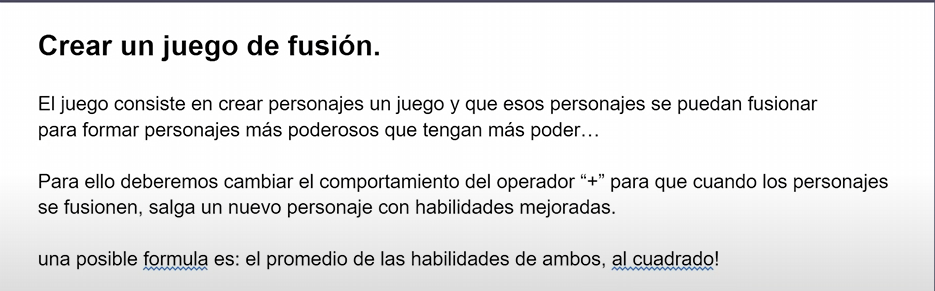 Crear un juego de fusión.
El juego consiste en crear personajes un juego y que esos personajes se puedan fusionar
para formar personajes más poderosos que tengan más poder…
Para ello deberemos cambiar el comportamiento del operador “+” para que cuando los personajes
se fusionen, salga un nuevo personaje con habilidades mejoradas.
una posible formula es: el promedio de las habilidades de ambos, al cuadrado!